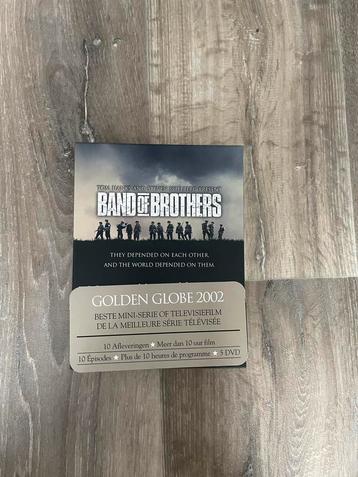 TOM HANKS AND STEVEN SPIELBERG PRESENT
BAND OF BROTHERS
THEY DEPENDED ON EACH OTHER.
AND THE WORLD DEPENDED ON THEM.
GOLDEN GLOBE 2002
BESTE MINI-SERIE OF TELEVISIEFILM
DE LA MEILLEURE SÉRIE TÉLÉVISÉE
10 Afleveringen ★ Meer dan 10 uur film
10 Épisodes ★ Plus de 10 heures de programme ★ 5 DVD